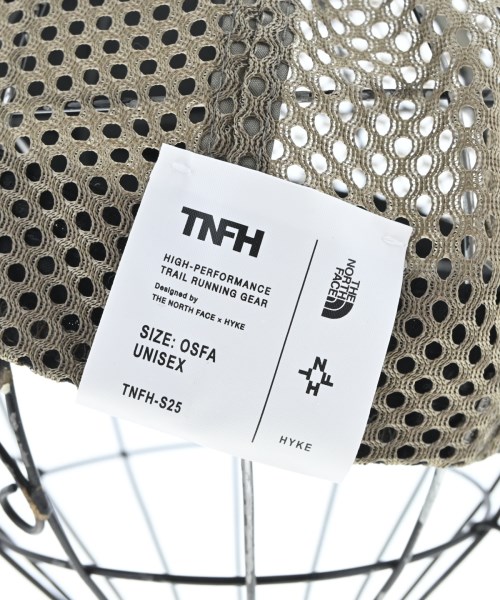 TNFH
HIGH-PERFORMANCE
TRAIL RUNNING GEAR
Designed by
THE NORTH FACE × HYKE
SIZE: OSFA
UNISEX
TNFH-S25
THE
NORTH
FACE
N
T F
H
HYKE